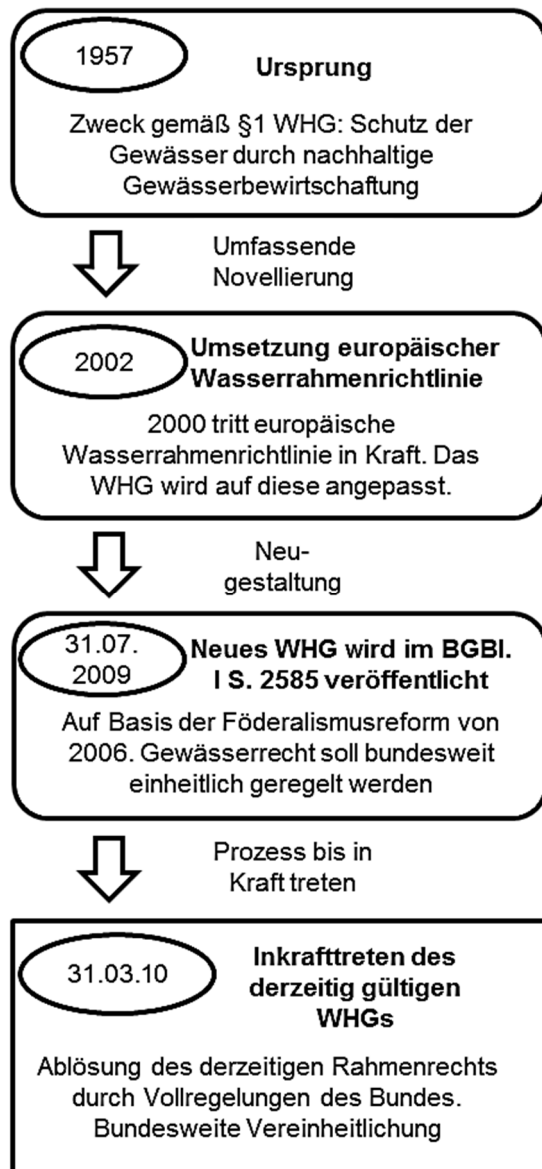 1957
Ursprung
Zweck gemäß §1 WHG: Schutz der
Gewässer durch nachhaltige
Gewässerbewirtschaftung
Umfassende
Novellierung
2002
Umsetzung europäischer
Wasserrahmenrichtlinie
2000 tritt europäische
Wasserrahmenrichtlinie in Kraft. Das
WHG wird auf diese angepasst.
Neu-
gestaltung
31.07.
2009
Neues WHG wird im BGBl.
I S. 2585 veröffentlicht
Auf Basis der Föderalismusreform von
2006. Gewässerrecht soll bundesweit
einheitlich geregelt werden
Prozess bis in
Kraft treten
31.03.10
Inkrafttreten des
derzeitig gültigen
WHGs
Ablösung des derzeitigen Rahmenrechts
durch Vollregelungen des Bundes.
Bundesweite Vereinheitlichung